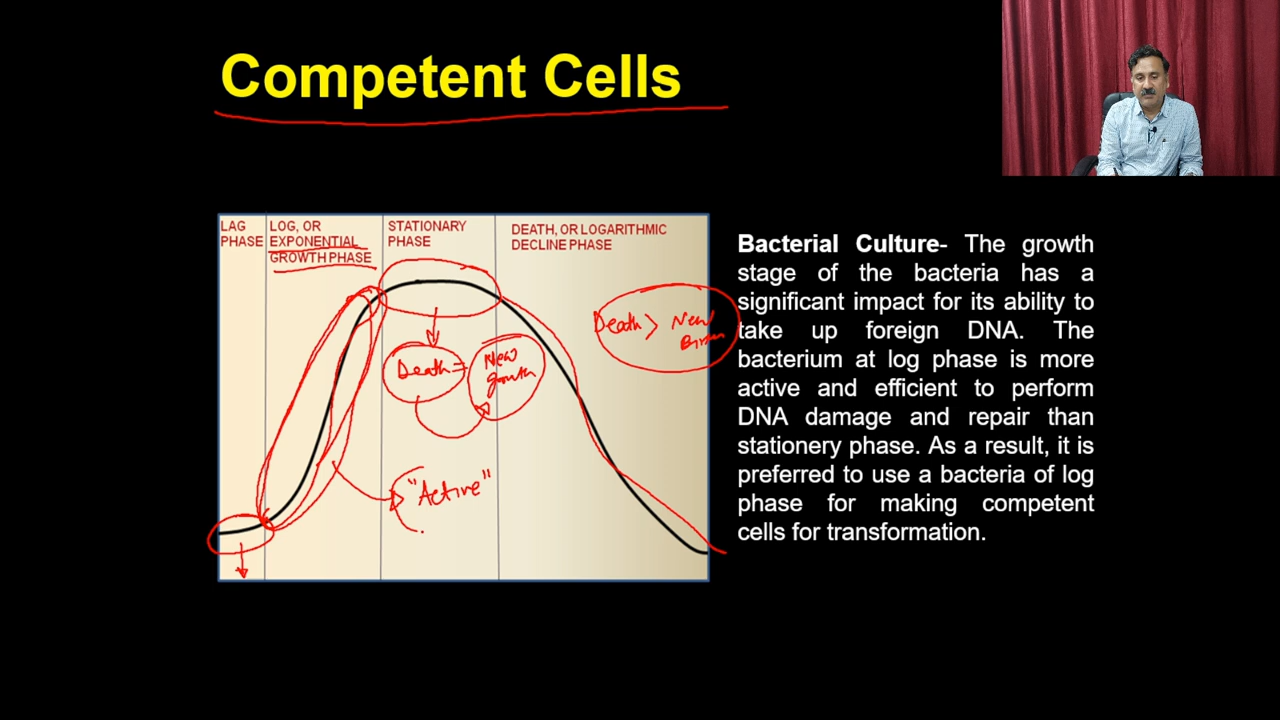 Competent Cells
LAG
PHASE
LOG, OR
EXPONENTIAL
GROWTH PHASE
STATIONARY
PHASE
DEATH, OR LOGARITHMIC
DECLINE PHASE
Death > New
Birth
Death =
New
growth
"Active"
Bacterial Culture- The growth
stage of the bacteria has a
significant impact for its ability to
take up foreign DNA. The
bacterium at log phase is more
active and efficient to perform
DNA damage and repair than
stationery phase. As a result, it is
preferred to use a bacteria of log
phase for making competent
cells for transformation.